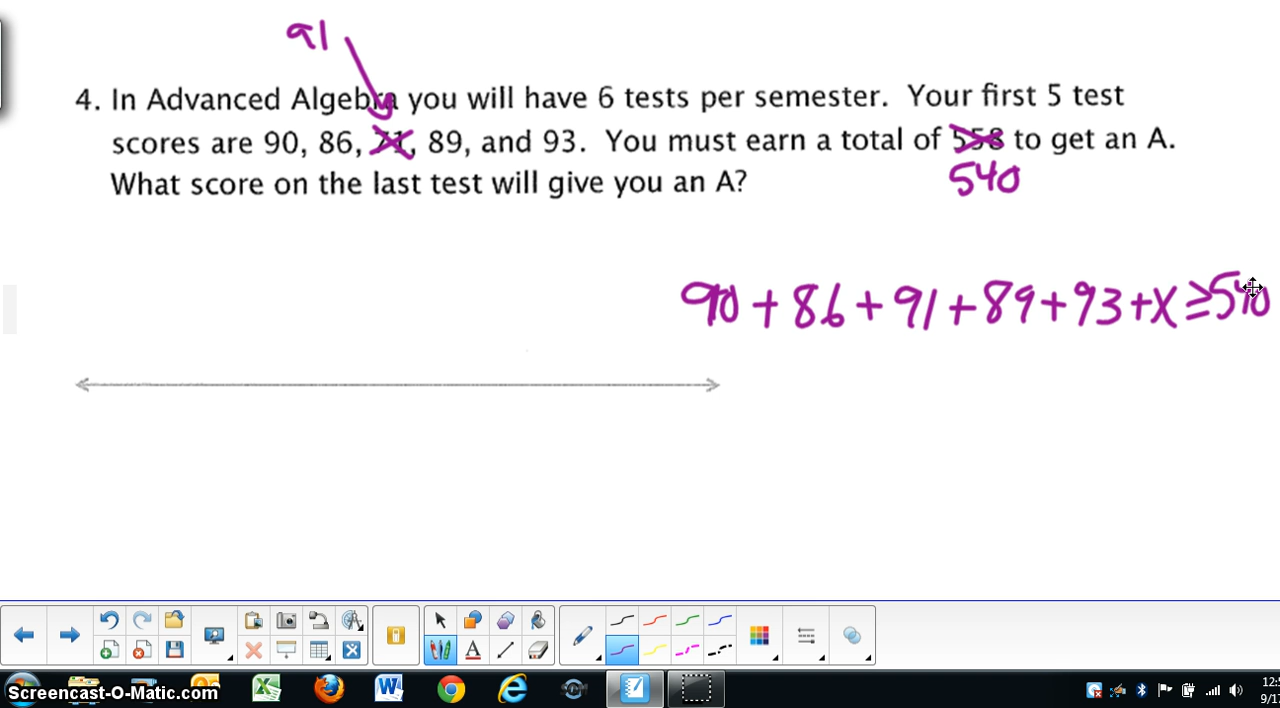 91
4. In Advanced Algebra you will have 6 tests per semester. Your first 5 test
scores are 90, 86, 71, 89, and 93. You must earn a total of 558 to get an A.
540
What score on the last test will give you an A?
90 + 86 + 91 + 89 + 93 + x ≥ 540
Screencast-O-Matic.com